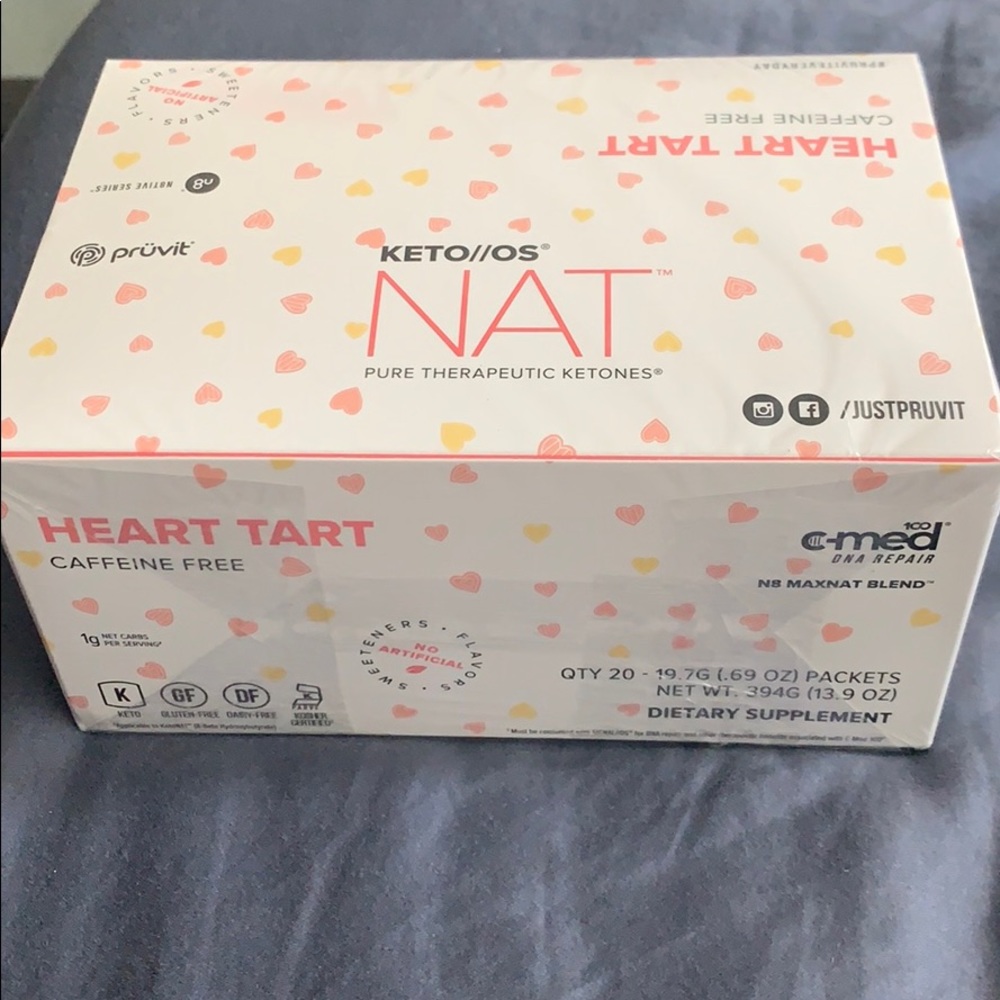 #PRUVITEVERYDAY
CAFFEINE FREE
HEART TART
SWEETENERS • FLAVORS •
NO
ARTIFICIAL
n8 NATIVE SERIES™
prüvit®
KETO//OS®
NAT™
PURE THERAPEUTIC KETONES®
/JUSTPRUVIT
HEART TART
CAFFEINE FREE
1g NET CARBS
PER SERVING*
SWEETENERS • FLAVORS •
NO
ARTIFICIAL
K
KETO
GF
GLUTEN-FREE
DF
DAIRY-FREE
KOSHER
CERTIFIED
c-med 100®
DNA REPAIR
N8 MAXNAT BLEND™
QTY 20 - 19.7G (.69 OZ) PACKETS
NET WT. 394G (13.9 OZ)
DIETARY SUPPLEMENT